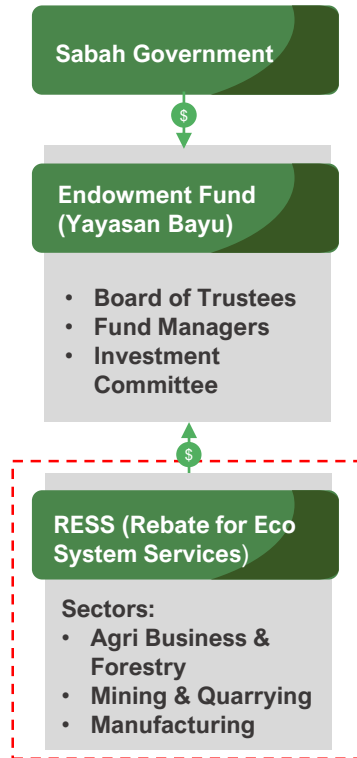 Sabah Government
$
Endowment Fund
(Yayasan Bayu)
• Board of Trustees
• Fund Managers
• Investment
Committee
$
RESS (Rebate for Eco
System Services)
Sectors:
• Agri Business &
Forestry
• Mining & Quarrying
• Manufacturing